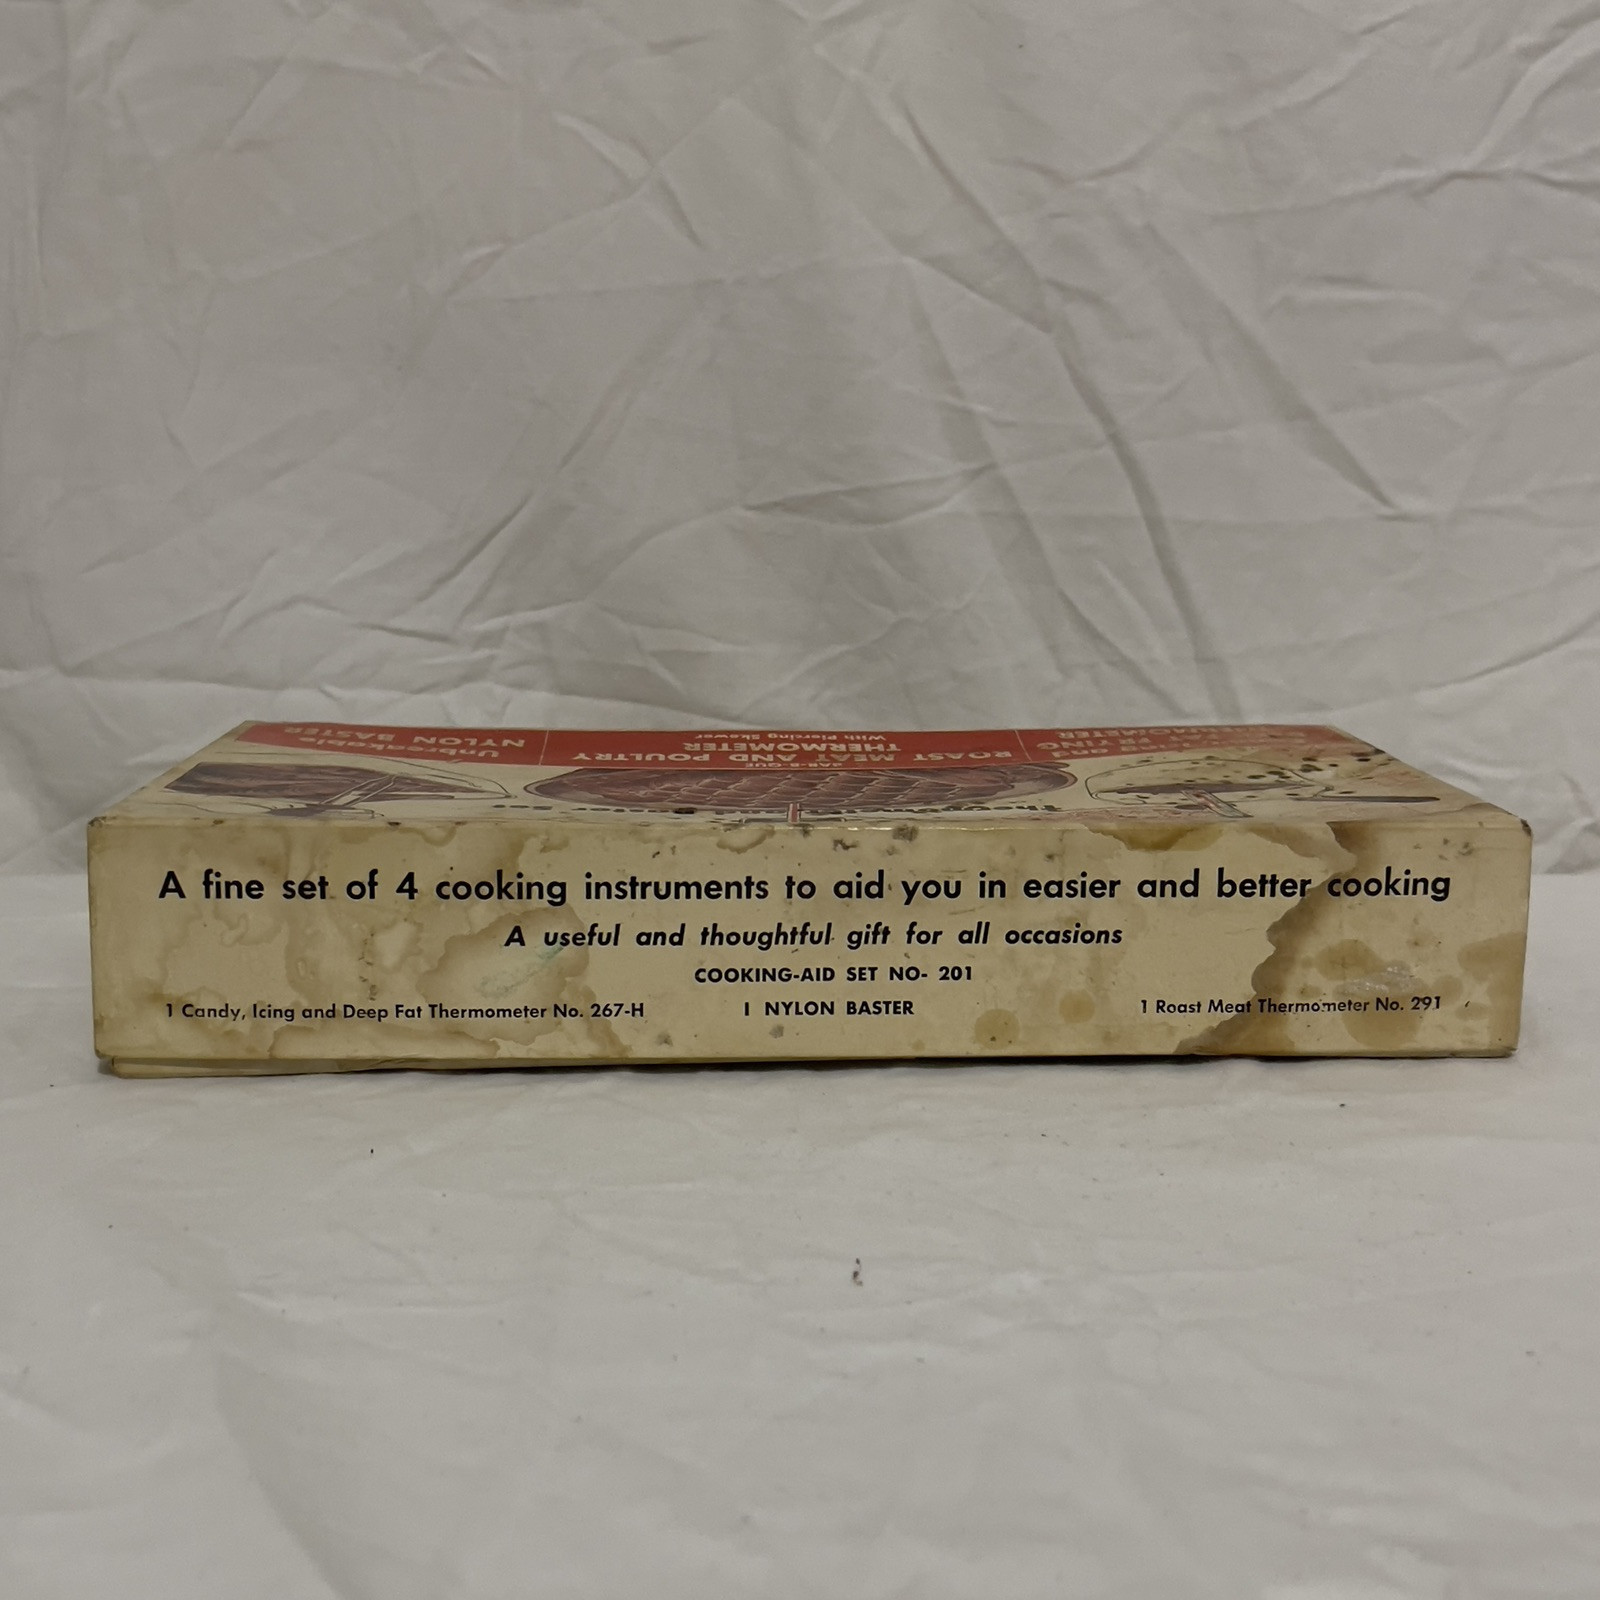 Unbreakable
NYLON BASTER
BAR-B-QUE
ROAST MEAT AND POULTRY
THERMOMETER
With Piercing Skewer
A fine set of 4 cooking instruments to aid you in easier and better cooking
A useful and thoughtful gift for all occasions
COOKING-AID SET NO- 201
1 Candy, Icing and Deep Fat Thermometer No. 267-H
1 NYLON BASTER
1 Roast Meat Thermometer No. 291